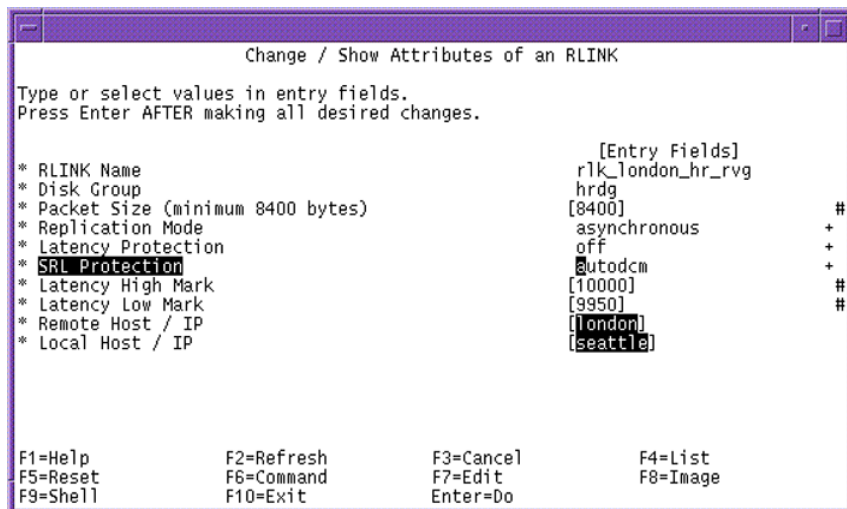 Change / Show Attributes of an RLINK
Type or select values in entry fields.
Press Enter AFTER making all desired changes.
[Entry Fields]
* RLINK Name rlk_london_hr_rvg
* Disk Group hrdg
* Packet Size (minimum 8400 bytes) [8400] #
* Replication Mode asynchronous +
* Latency Protection off +
* SRL Protection autodcm +
* Latency High Mark [10000] #
* Latency Low Mark [9950] #
* Remote Host / IP [london]
* Local Host / IP [seattle]
F1=Help F2=Refresh F3=Cancel F4=List
F5=Reset F6=Command F7=Edit F8=Image
F9=Shell F10=Exit Enter=Do